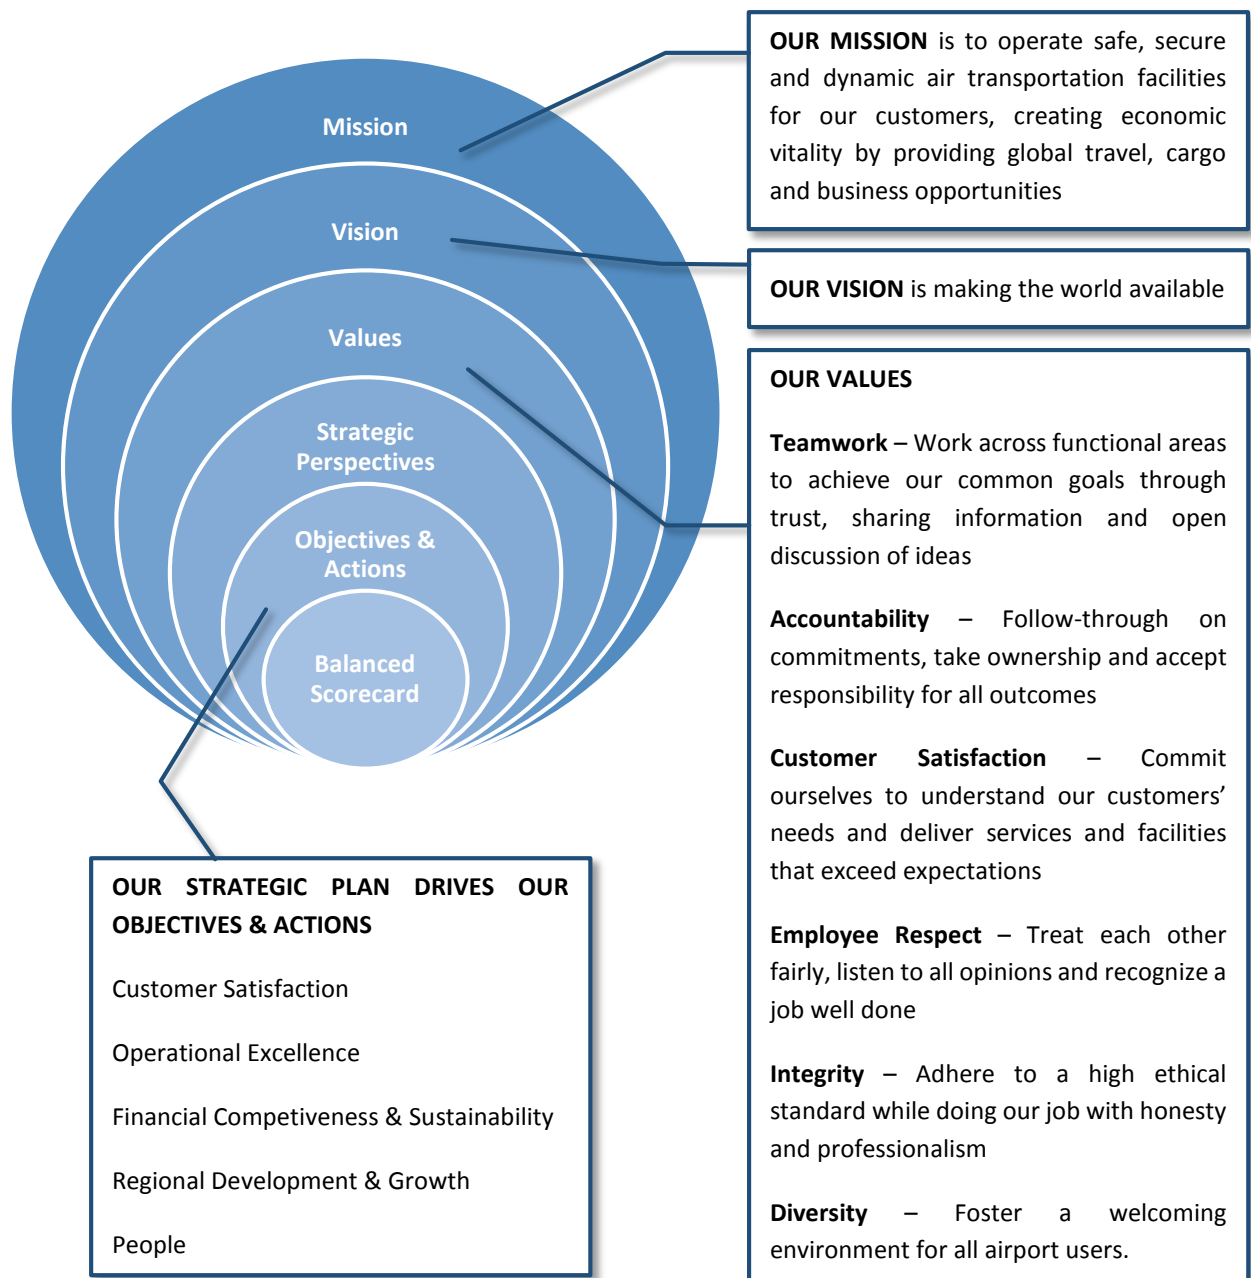 Mission
Vision
Values
Strategic
Perspectives
Objectives &
Actions
Balanced
Scorecard
OUR MISSION is to operate safe, secure
and dynamic air transportation facilities
for our customers, creating economic
vitality by providing global travel, cargo
and business opportunities
OUR VISION is making the world available
OUR VALUES
Teamwork – Work across functional areas
to achieve our common goals through
trust, sharing information and open
discussion of ideas
Accountability – Follow-through on
commitments, take ownership and accept
responsibility for all outcomes
Customer Satisfaction – Commit
ourselves to understand our customers’
needs and deliver services and facilities
that exceed expectations
Employee Respect – Treat each other
fairly, listen to all opinions and recognize a
job well done
Integrity – Adhere to a high ethical
standard while doing our job with honesty
and professionalism
Diversity – Foster a welcoming
environment for all airport users.
OUR STRATEGIC PLAN DRIVES OUR
OBJECTIVES & ACTIONS
Customer Satisfaction
Operational Excellence
Financial Competiveness & Sustainability
Regional Development & Growth
People